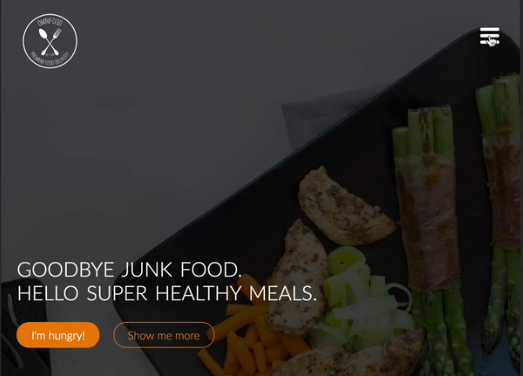 OMNIFOOD
PREMIUM FOOD DELIVERY
GOODBYE JUNK FOOD.
HELLO SUPER HEALTHY MEALS.
I'm hungry!
Show me more